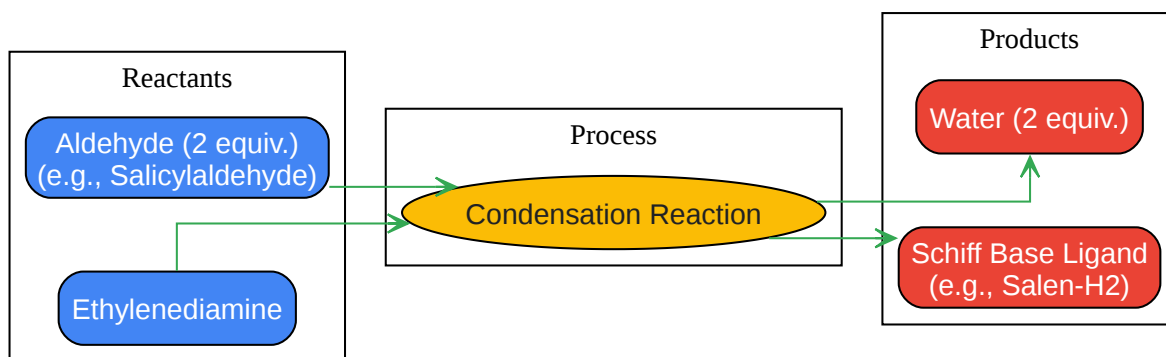 Reactants
Aldehyde (2 equiv.)
(e.g., Salicylaldehyde)
Ethylenediamine
Process
Condensation Reaction
Products
Water (2 equiv.)
Schiff Base Ligand
(e.g., Salen-H2)